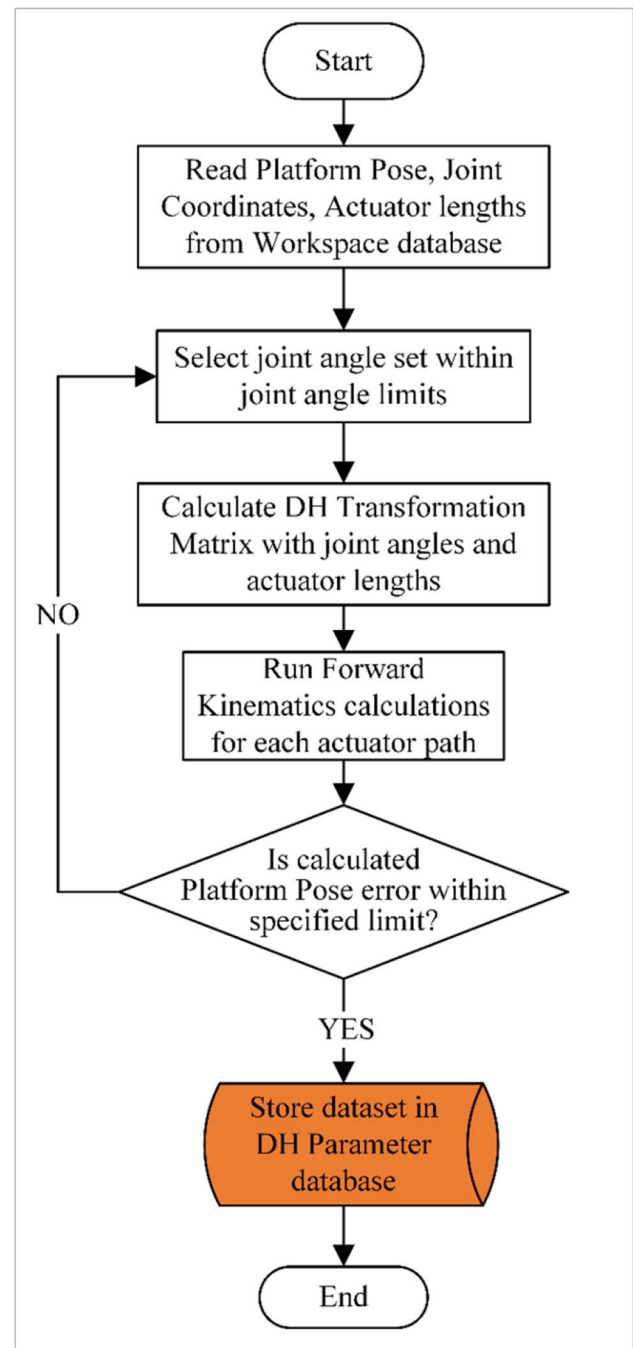 Start
Read Platform Pose, Joint
Coordinates, Actuator lengths
from Workspace database
Select joint angle set within
joint angle limits
Calculate DH Transformation
Matrix with joint angles and
actuator lengths
NO
Run Forward
Kinematics calculations
for each actuator path
Is calculated
Platform Pose error within
specified limit?
YES
Store dataset in
DH Parameter
database
End